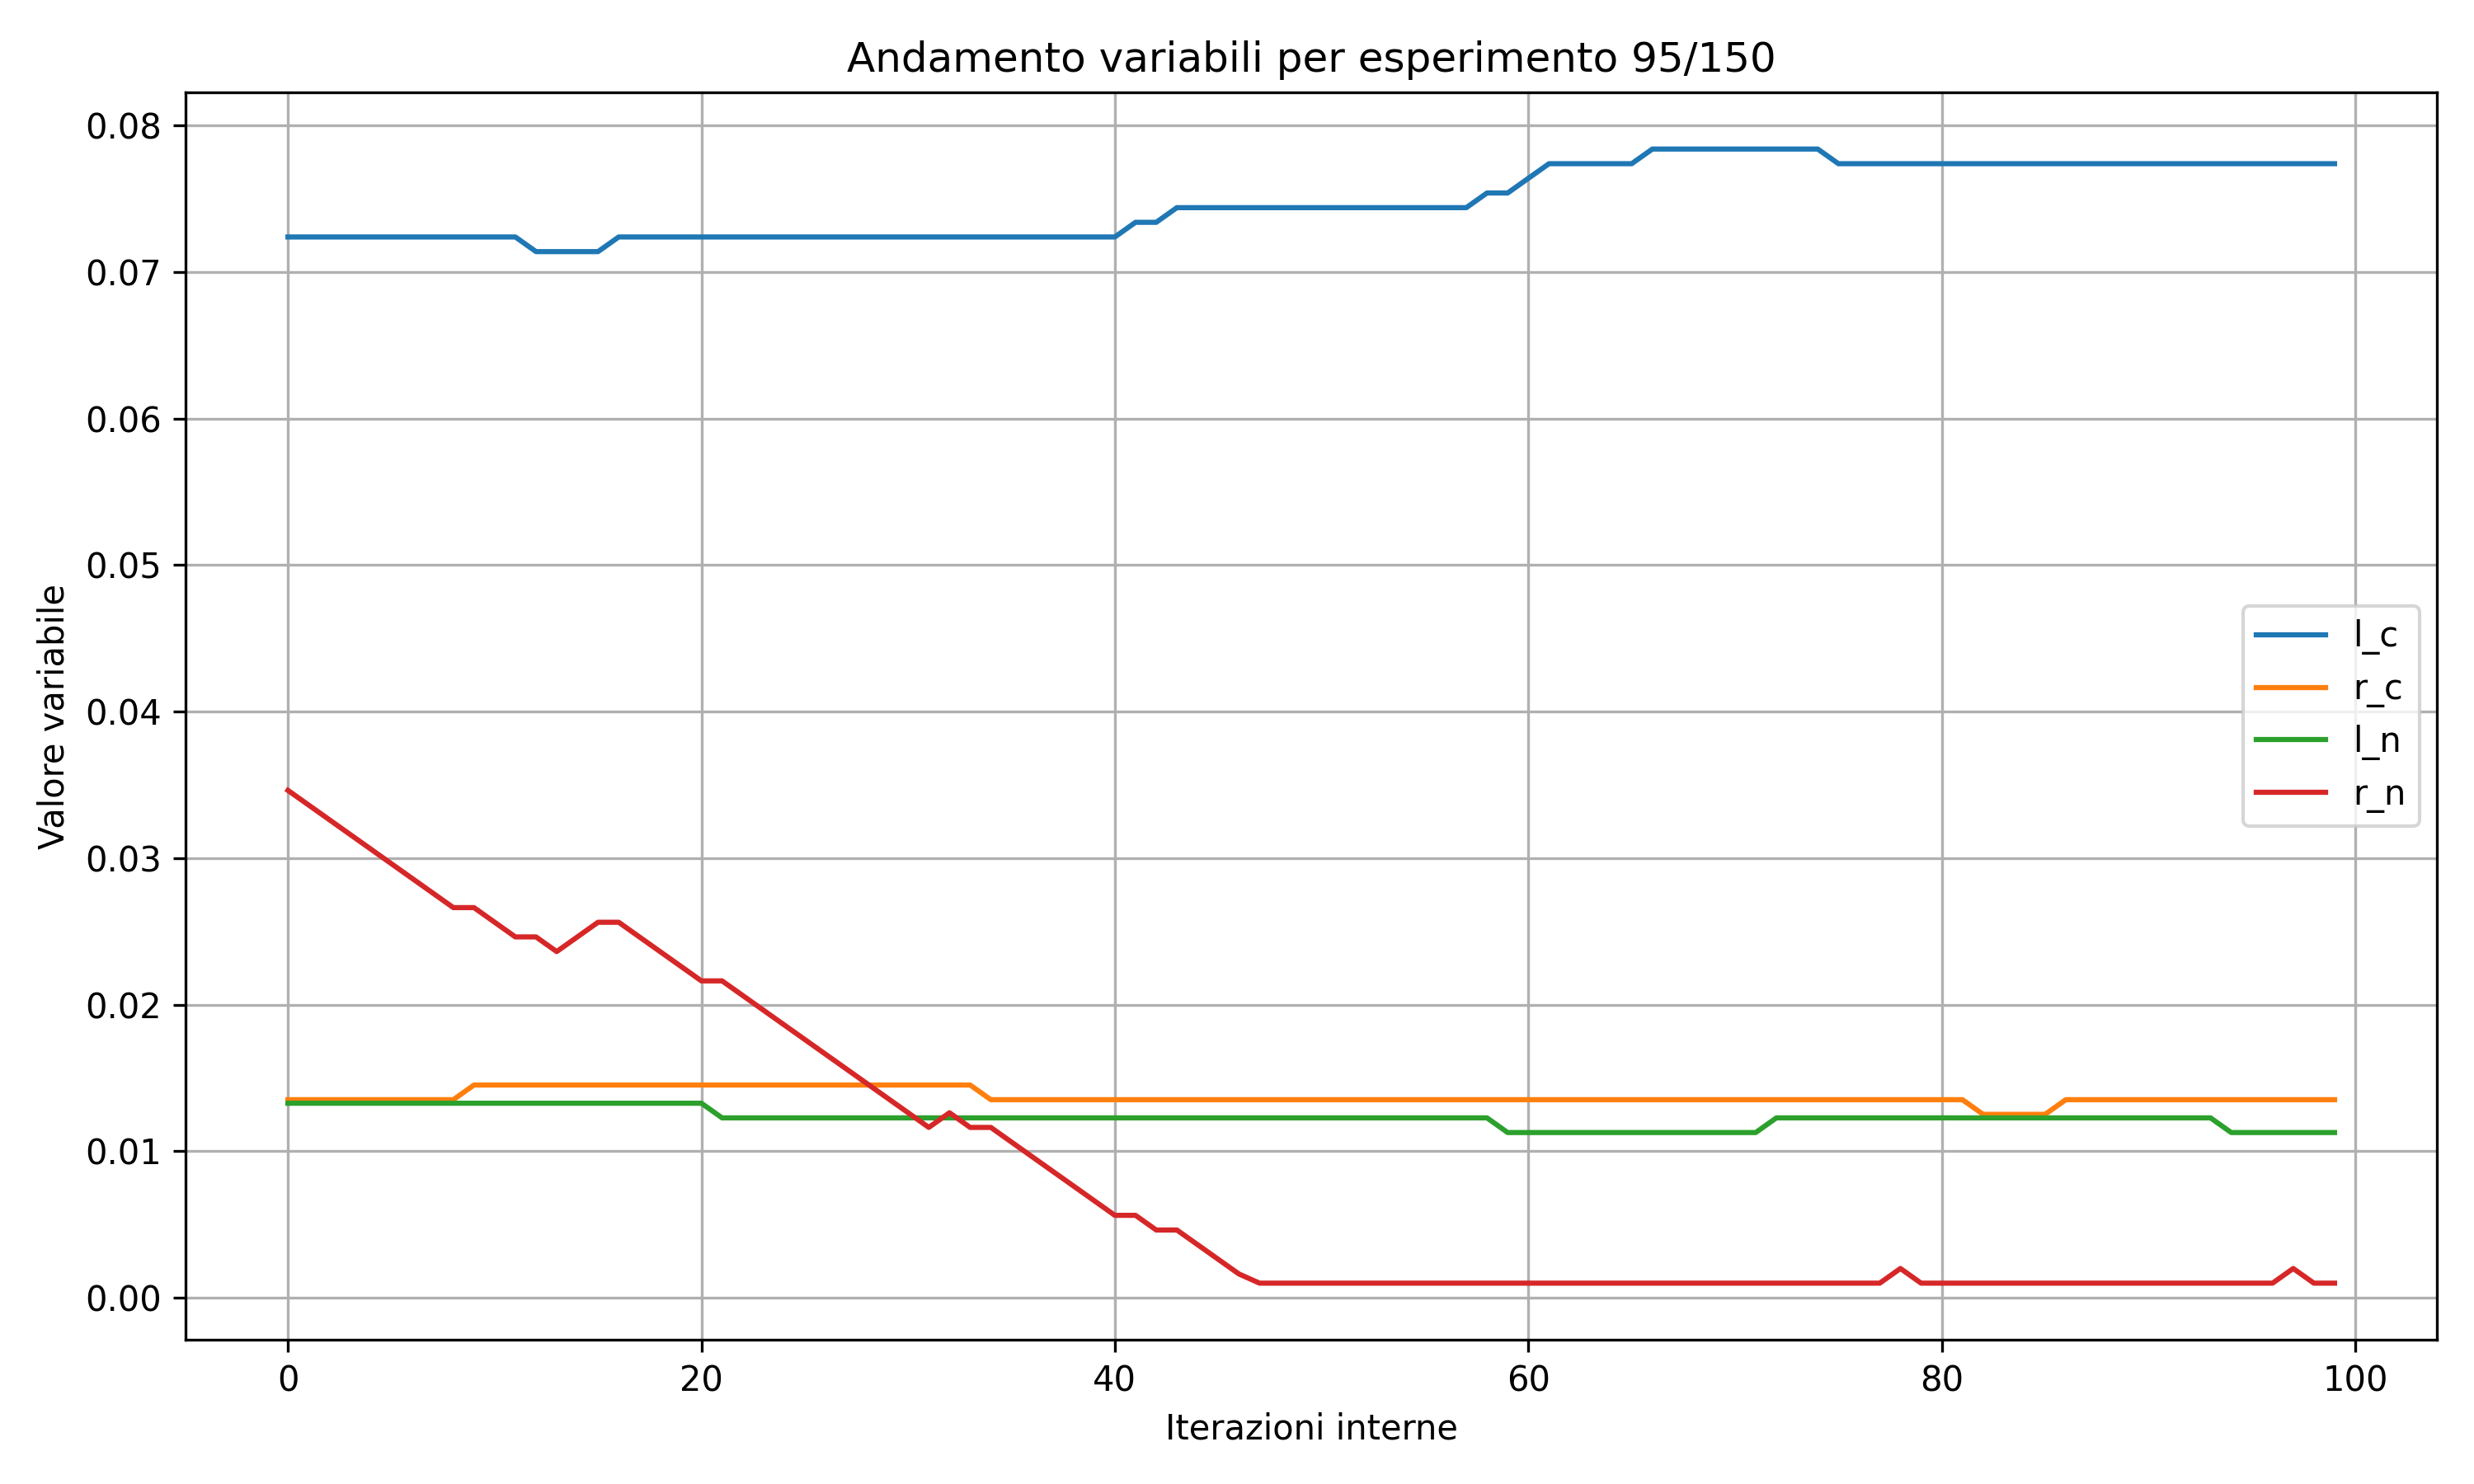 Andamento variabili per esperimento 95/150
Valore variabile
0.08
0.07
0.06
0.05
0.04
0.03
0.02
0.01
0.00
l_c
r_c
l_n
r_n
0 20 40 60 80 100
Iterazioni interne